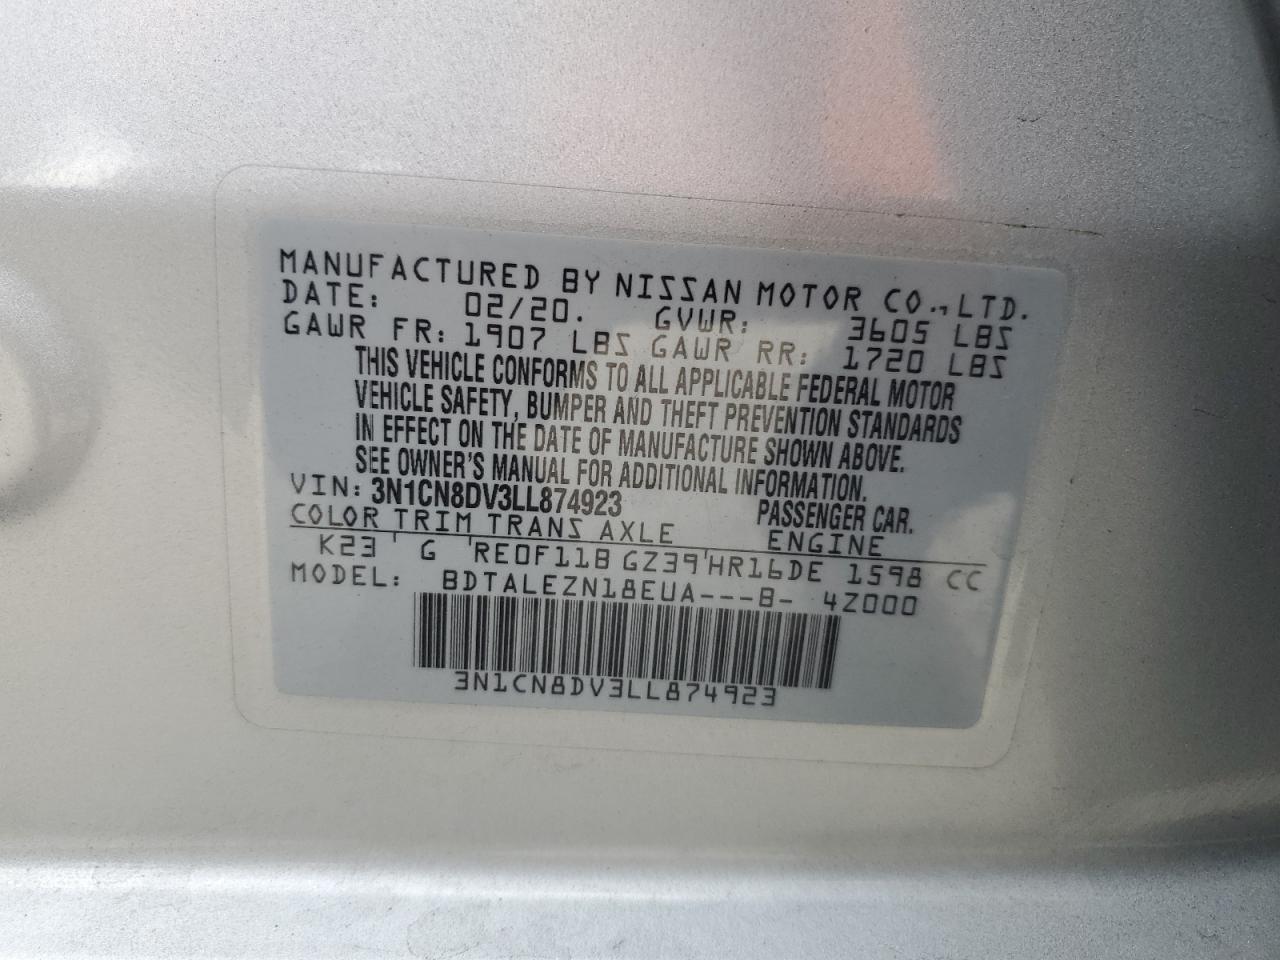 MANUFACTURED BY NISSAN MOTOR CO., LTD.
DATE: 02/20. GVWR: 3605 LBS
GAWR FR: 1907 LBS GAWR RR: 1720 LBS
THIS VEHICLE CONFORMS TO ALL APPLICABLE FEDERAL MOTOR
VEHICLE SAFETY, BUMPER AND THEFT PREVENTION STANDARDS
IN EFFECT ON THE DATE OF MANUFACTURE SHOWN ABOVE.
SEE OWNER'S MANUAL FOR ADDITIONAL INFORMATION.
VIN: 3N1CN8DV3LL874923 PASSENGER CAR.
COLOR TRIM TRANS AXLE ENGINE
K23 ' G 'RE0F11B GZ39'HR16DE 1598 CC
MODEL: BDTALEZN18EUA---B- 4Z000
3N1CN8DV3LL874923